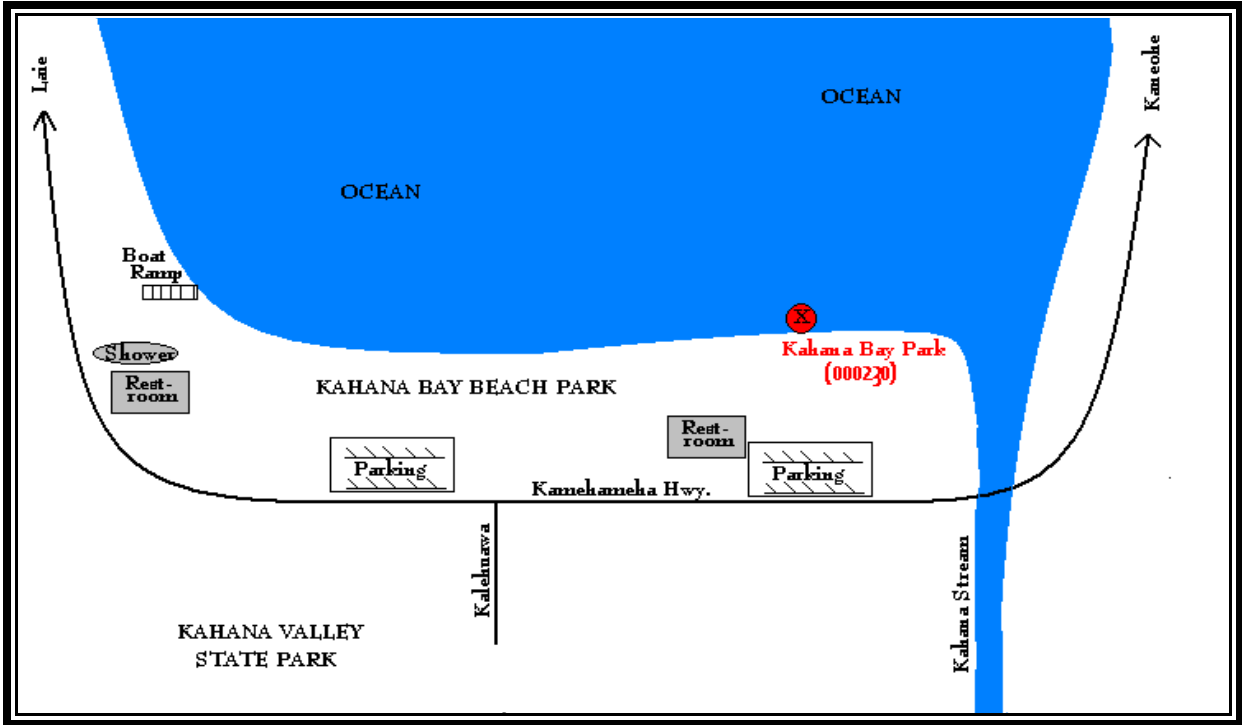 Laie
Kaneohe
OCEAN
OCEAN
Boat
Ramp
X
Shower
Kahana Bay Park
(000230)
Rest-
room
KAHANA BAY BEACH PARK
Rest-
room
Parking
Parking
Kamehameha Hwy.
Kalehuawa
Kahana Stream
KAHANA VALLEY
STATE PARK